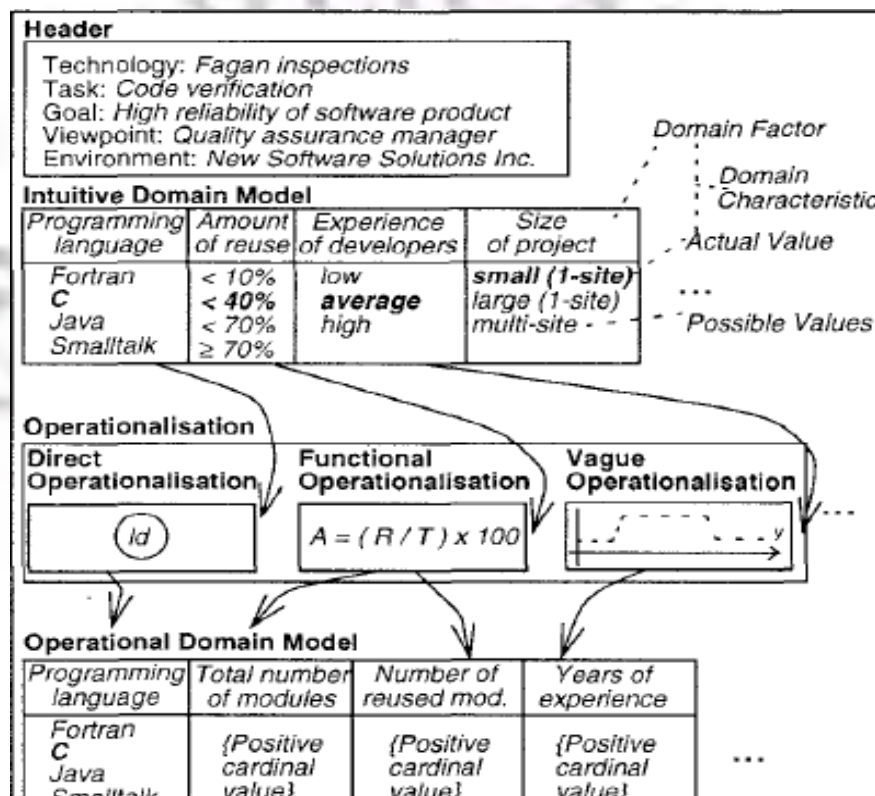 Header
Technology: Fagan inspections
Task: Code verification
Goal: High reliability of software product
Viewpoint: Quality assurance manager
Environment: New Software Solutions Inc.
Domain Factor
Domain
Characteristic
Actual Value
...
Possible Values
Intuitive Domain Model
Programming language Amount of reuse Experience of developers Size of project
Fortran < 10% low small (1-site)
C < 40% average large (1-site)
Java < 70% high multi-site
Smalltalk ≥ 70%
Operationalisation
Direct Operationalisation Functional Operationalisation Vague Operationalisation
Id A = ( R / T ) x 100 y ...
Operational Domain Model
Programming language Total number of modules Number of reused mod. Years of experience
Fortran {Positive {Positive {Positive
C cardinal cardinal cardinal ...
Java value} value} value}
Smalltalk